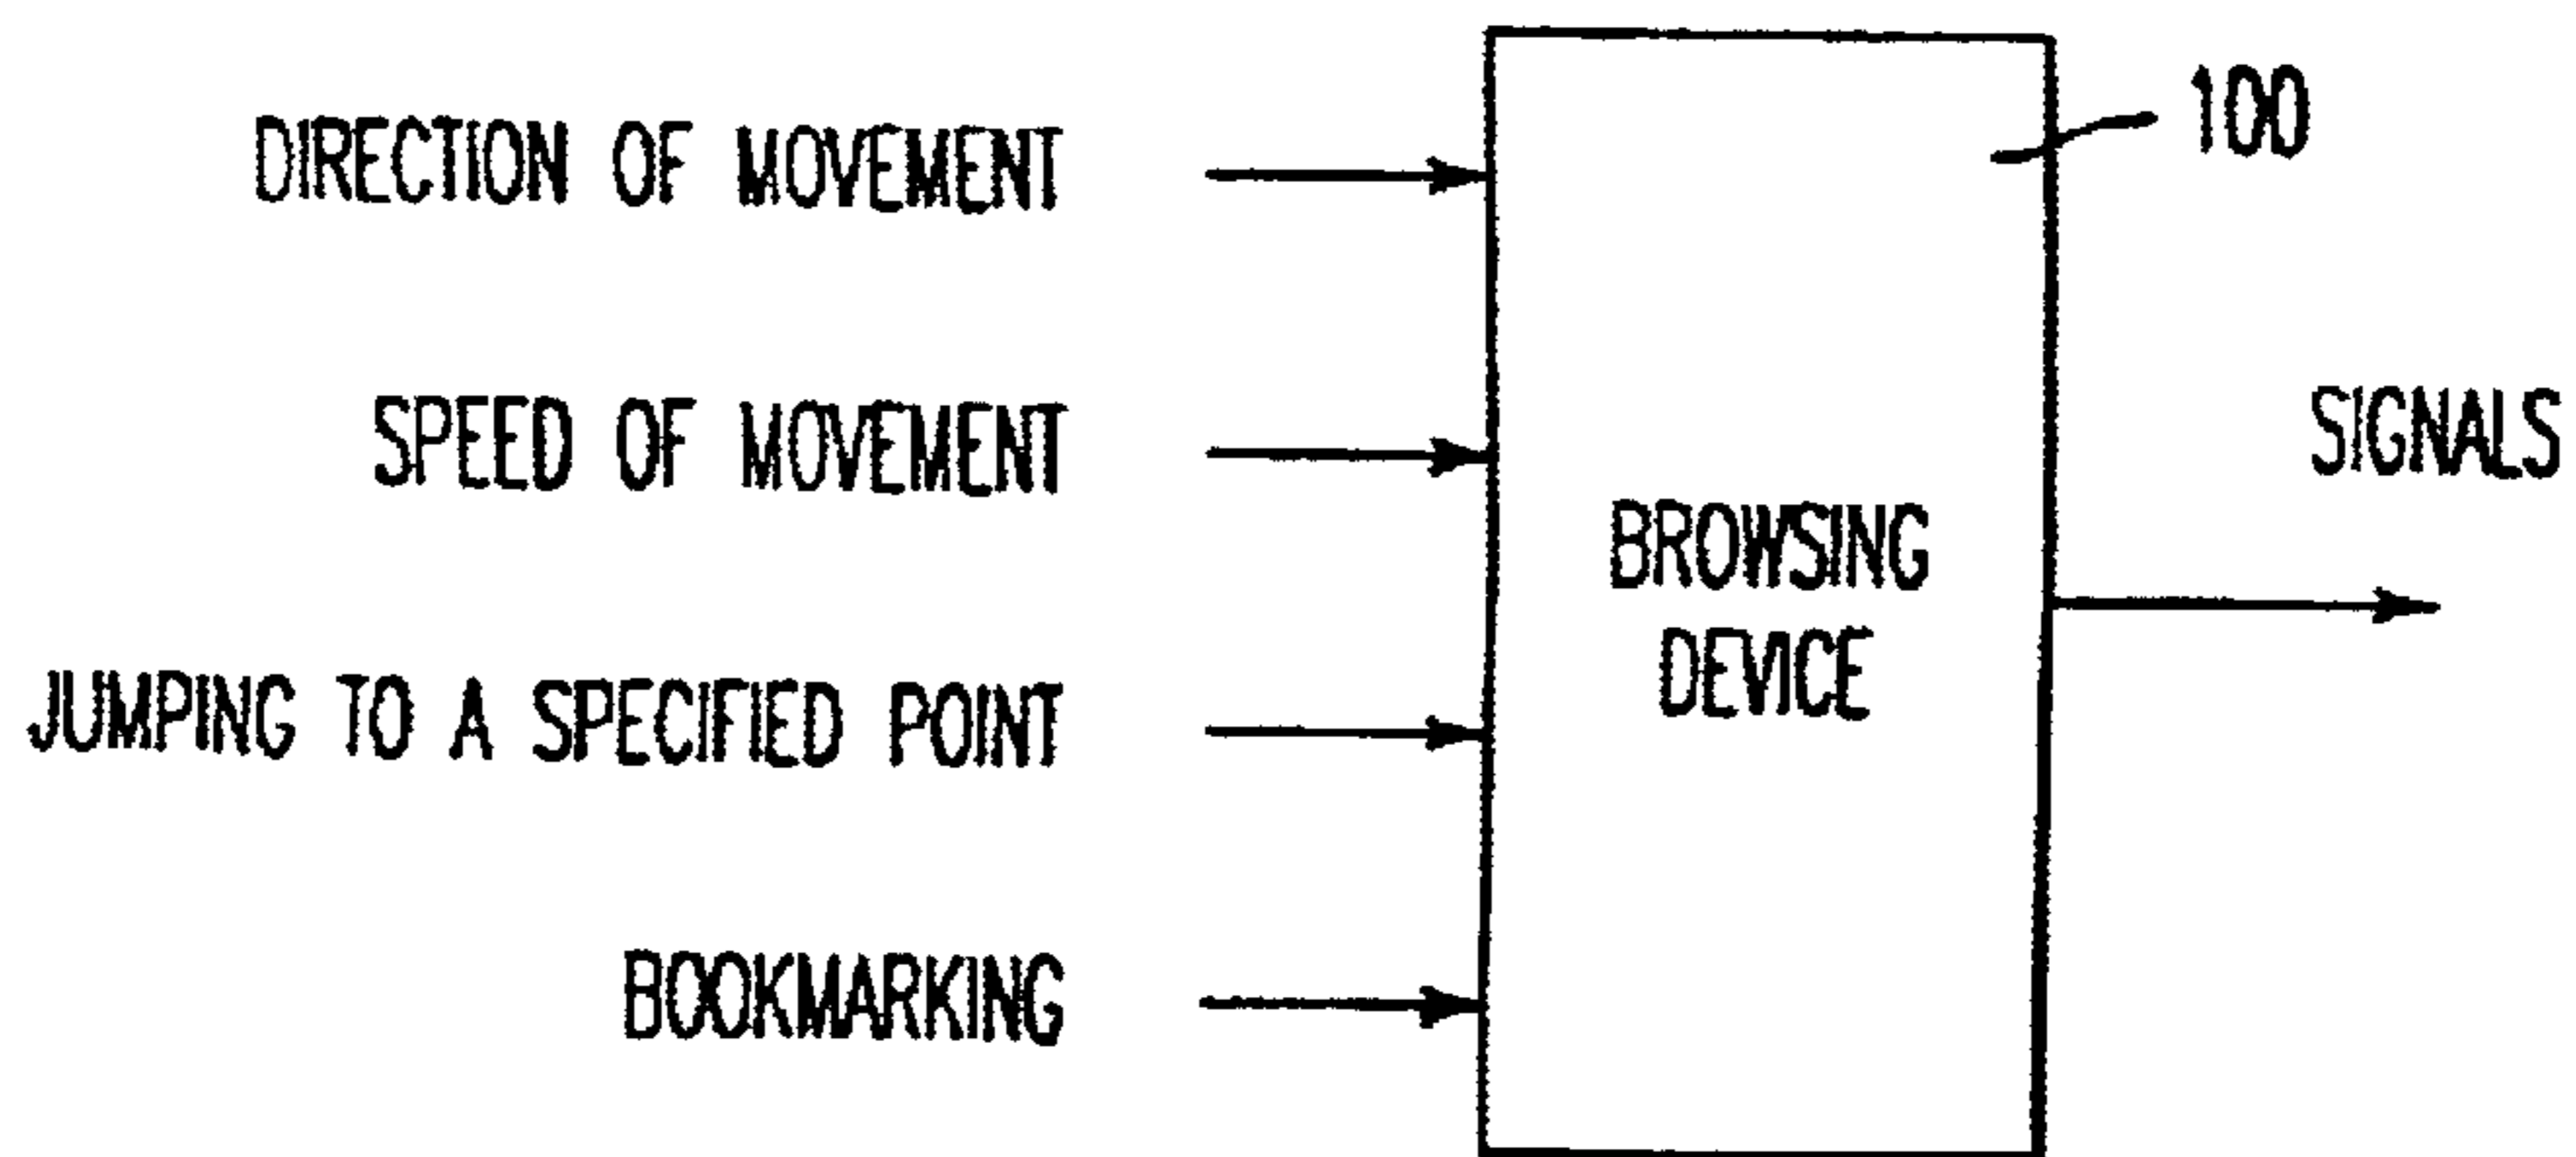 DIRECTION OF MOVEMENT
100
SPEED OF MOVEMENT
SIGNALS
BROWSING
DEVICE
JUMPING TO A SPECIFIED POINT
BOOKMARKING